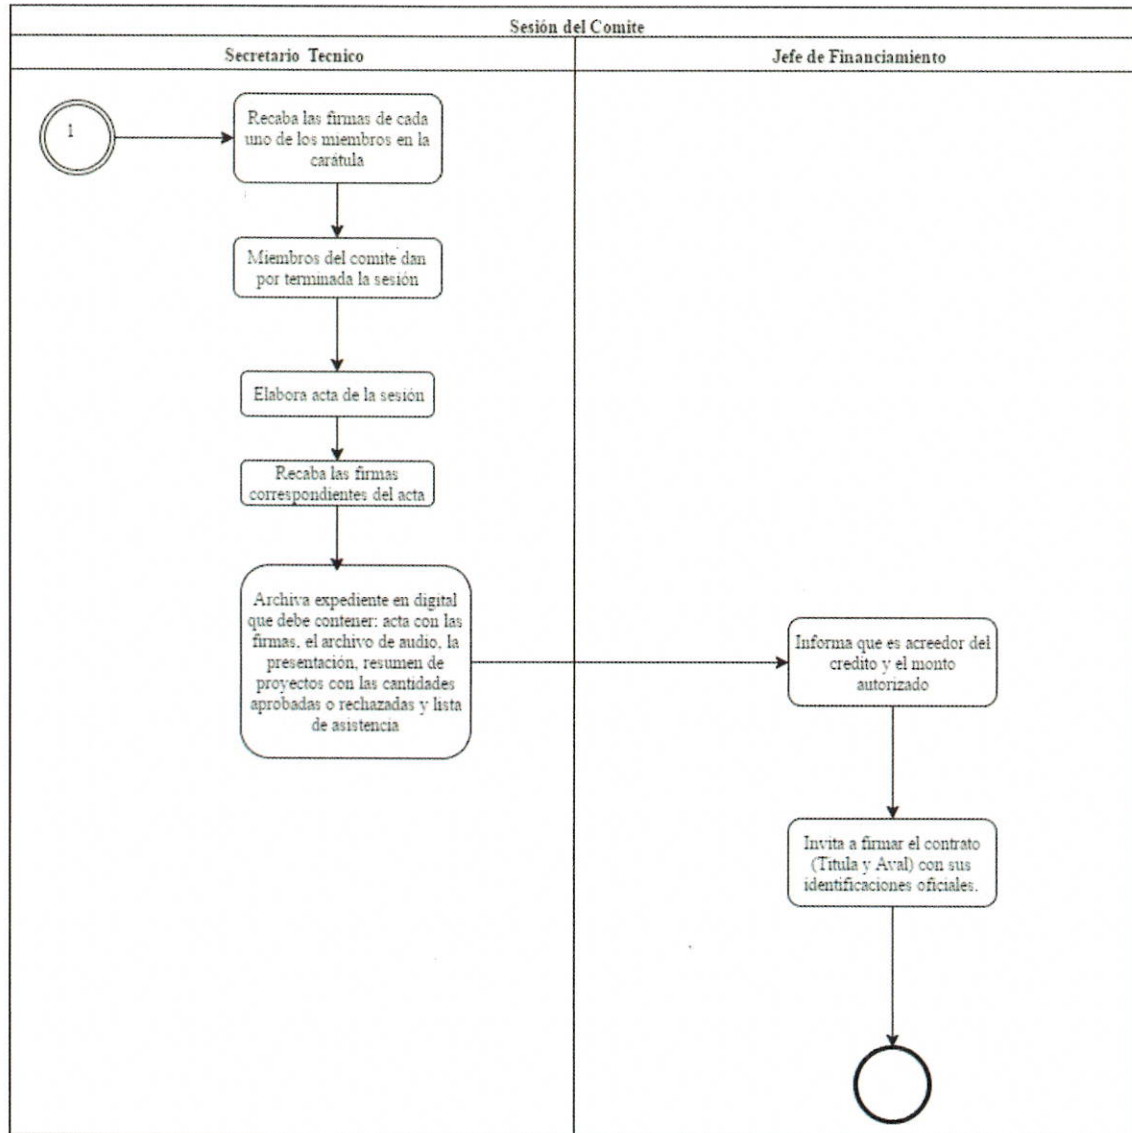 Sesión del Comite
Secretario Tecnico
Jefe de Financiamiento
1
Recaba las firmas de cada
uno de los miembros en la
carátula
Miembros del comite dan
por terminada la sesión
Elabora acta de la sesión
Recaba las firmas
correspondientes del acta
Archiva expediente en digital
que debe contener: acta con las
firmas, el archivo de audio, la
presentación, resumen de
proyectos con las cantidades
aprobadas o rechazadas y lista
de asistencia
Informa que es acreedor del
credito y el monto
autorizado
Invita a firmar el contrato
(Titula y Aval) con sus
identificaciones oficiales.